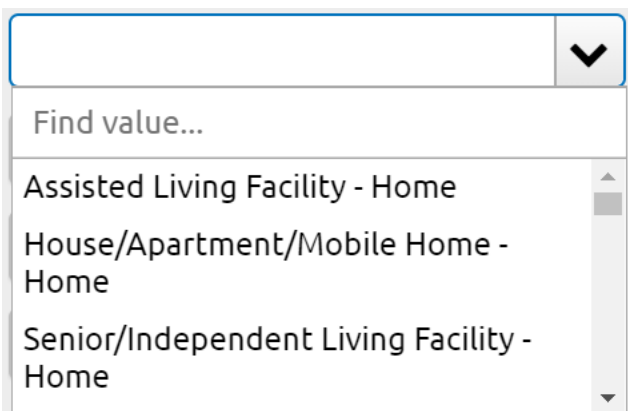 Find value...
Assisted Living Facility - Home
House/Apartment/Mobile Home -
Home
Senior/Independent Living Facility -
Home